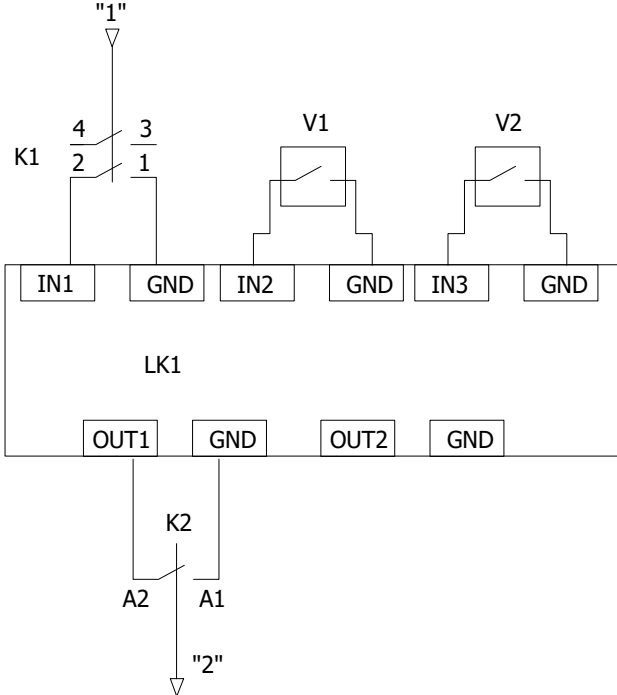 "1"
V1
V2
4
3
K1
2
1
IN1
GND
IN2
GND
IN3
GND
LK1
OUT1
GND
OUT2
GND
K2
A2
A1
"2"